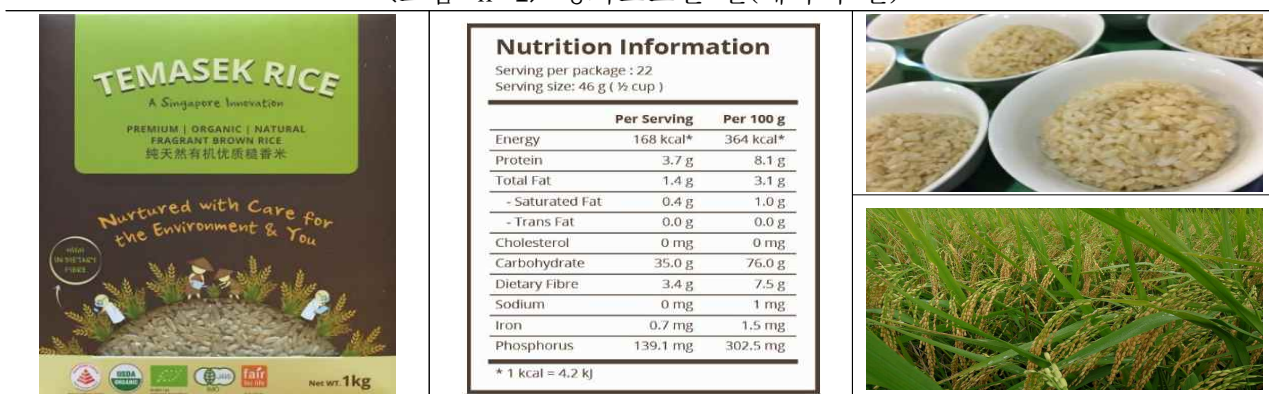 TEMASEK RICE
A Singapore Innovation
PREMIUM | ORGANIC | NATURAL
FRAGRANT BROWN RICE
纯天然有机优质糙香米
Nurtured with Care for
the Environment & You
HIGH
IN DIETARY
FIBRE
USDA
ORGANIC
fair
for life
Net WT. 1kg
Nutrition Information
Serving per package : 22
Serving size: 46 g ( ½ cup )
Per Serving Per 100 g
Energy 168 kcal* 364 kcal*
Protein 3.7 g 8.1 g
Total Fat 1.4 g 3.1 g
- Saturated Fat 0.4 g 1.0 g
- Trans Fat 0.0 g 0.0 g
Cholesterol 0 mg 0 mg
Carbohydrate 35.0 g 76.0 g
Dietary Fibre 3.4 g 7.5 g
Sodium 0 mg 1 mg
Iron 0.7 mg 1.5 mg
Phosphorus 139.1 mg 302.5 mg
* 1 kcal = 4.2 kJ